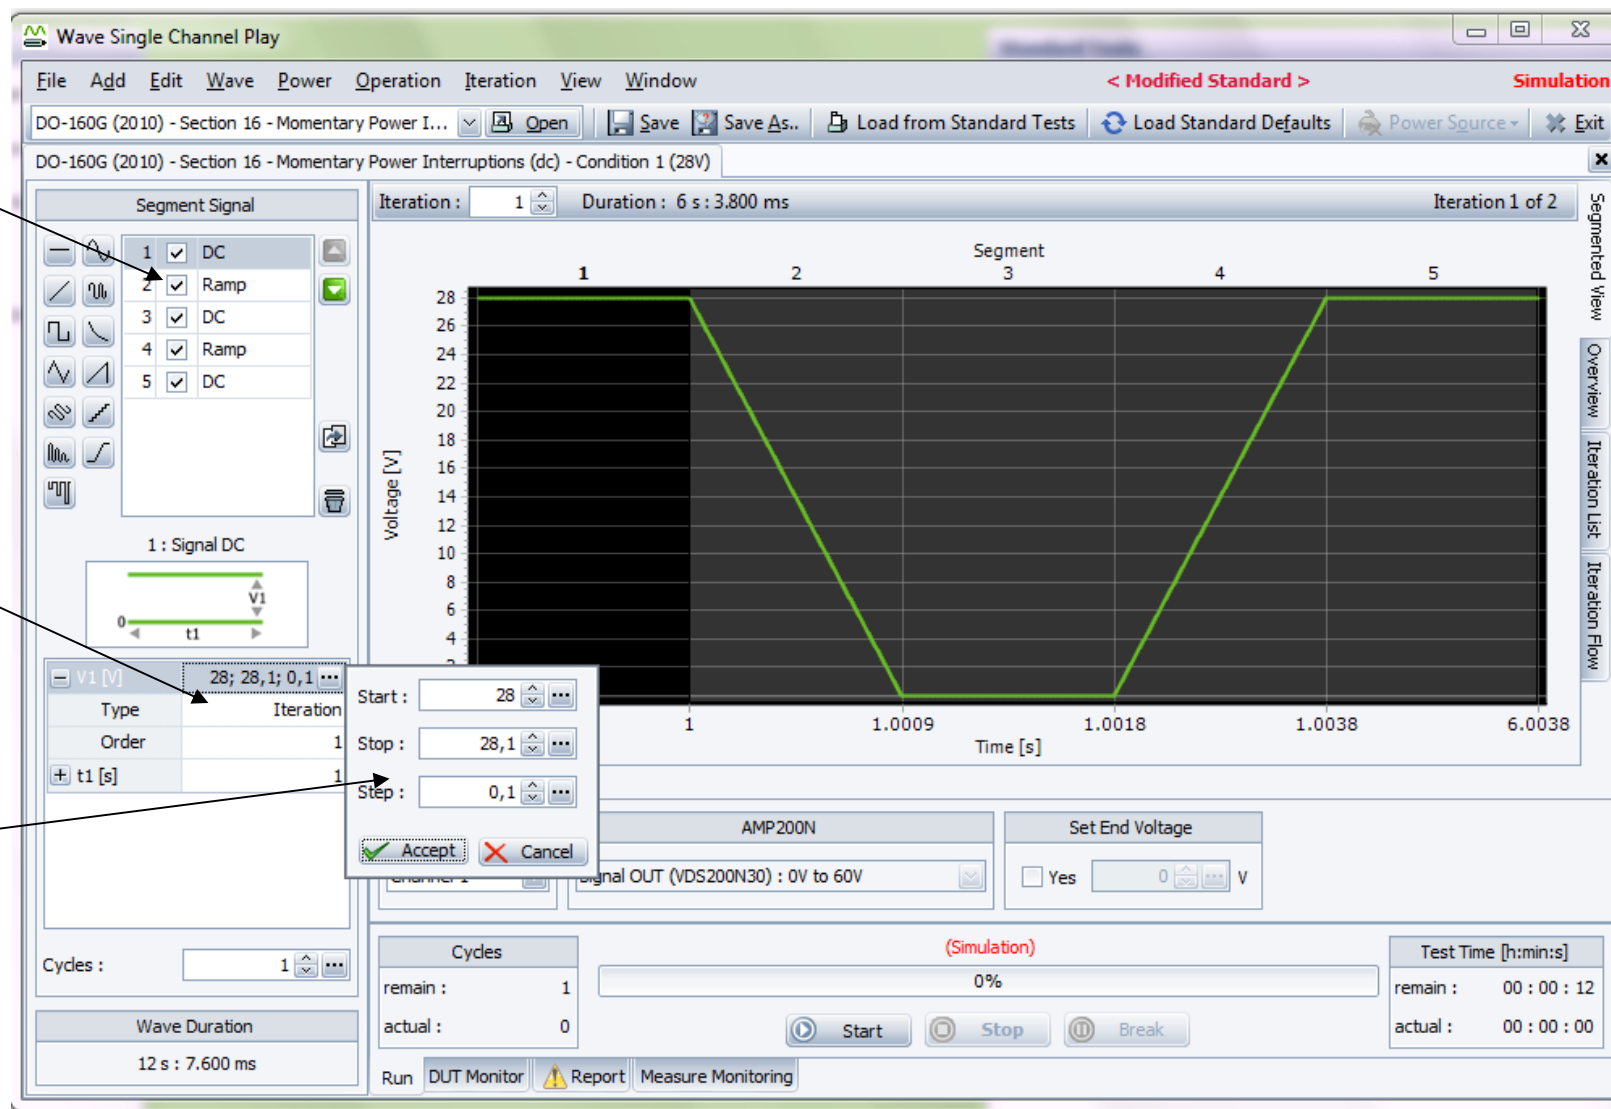 Wave Single Channel Play
File Add Edit Wave Power Operation Iteration View Window < Modified Standard > Simulation
DO-160G (2010) - Section 16 - Momentary Power I... Open Save Save As.. Load from Standard Tests Load Standard Defaults Power Source Exit
DO-160G (2010) - Section 16 - Momentary Power Interruptions (dc) - Condition 1 (28V)
Segment Signal
1 DC
2 Ramp
3 DC
4 Ramp
5 DC
1 : Signal DC
V1
0
t1
V1 [V] 28; 28,1; 0,1
Type Iteration
Order 1
t1 [s] 1
Cycles : 1
Wave Duration
12 s : 7.600 ms
Iteration : 1 Duration : 6 s : 3.800 ms Iteration 1 of 2
Segment
1 2 3 4 5
28
26
24
22
20
18
16
14
12
10
8
6
4
2
Voltage [V]
1 1.0009 1.0018 1.0038 6.0038
Time [s]
Segmented View
Overview
Iteration List
Iteration Flow
Start : 28
Stop : 28,1
Step : 0,1
Accept Cancel
Channel 1
AMP200N
Signal OUT (VDS200N30) : 0V to 60V
Set End Voltage
Yes 0 V
Cycles
remain : 1
actual : 0
(Simulation)
0%
Start Stop Break
Test Time [h:min:s]
remain : 00 : 00 : 12
actual : 00 : 00 : 00
Run DUT Monitor Report Measure Monitoring